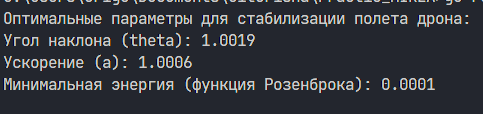 Оптимальные параметры для стабилизации полета дрона:
Угол наклона (theta): 1.0019
Ускорение (a): 1.0006
Минимальная энергия (функция Розенброка): 0.0001